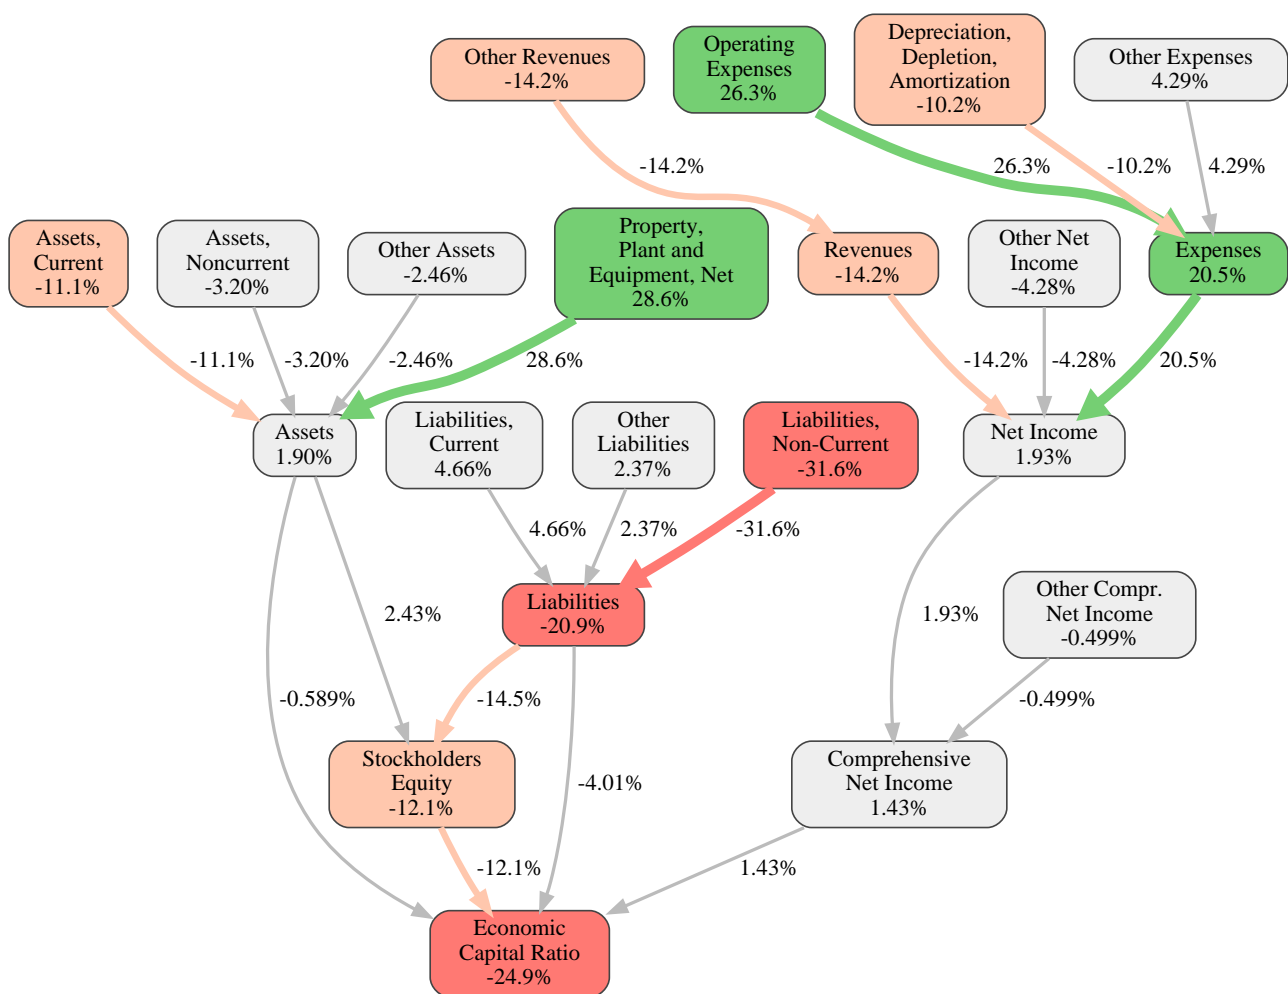 Other Revenues
-14.2%
Operating
Expenses
26.3%
Depreciation,
Depletion,
Amortization
-10.2%
Other Expenses
4.29%
-14.2%
26.3%
-10.2%
4.29%
Assets,
Current
-11.1%
Assets,
Noncurrent
-3.20%
Other Assets
-2.46%
Property,
Plant and
Equipment, Net
28.6%
Revenues
-14.2%
Other Net
Income
-4.28%
Expenses
20.5%
-11.1%
-3.20%
-2.46%
28.6%
-14.2%
-4.28%
20.5%
Assets
1.90%
Liabilities,
Current
4.66%
Other
Liabilities
2.37%
Liabilities,
Non-Current
-31.6%
Net Income
1.93%
4.66%
2.37%
-31.6%
Liabilities
-20.9%
Other Compr.
Net Income
-0.499%
2.43%
1.93%
-0.589%
-14.5%
-0.499%
Stockholders
Equity
-12.1%
-4.01%
Comprehensive
Net Income
1.43%
-12.1%
1.43%
Economic
Capital Ratio
-24.9%